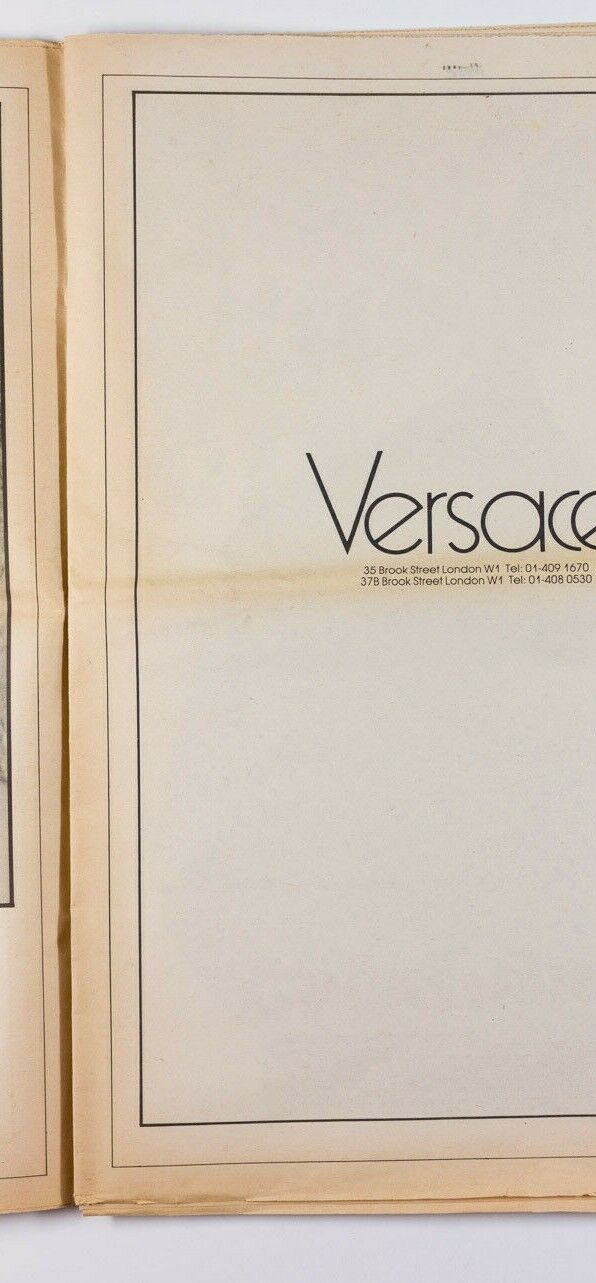 Versace
35 Brook Street London W1 Tel: 01-409 1670
37B Brook Street London W1 Tel: 01-408 0530